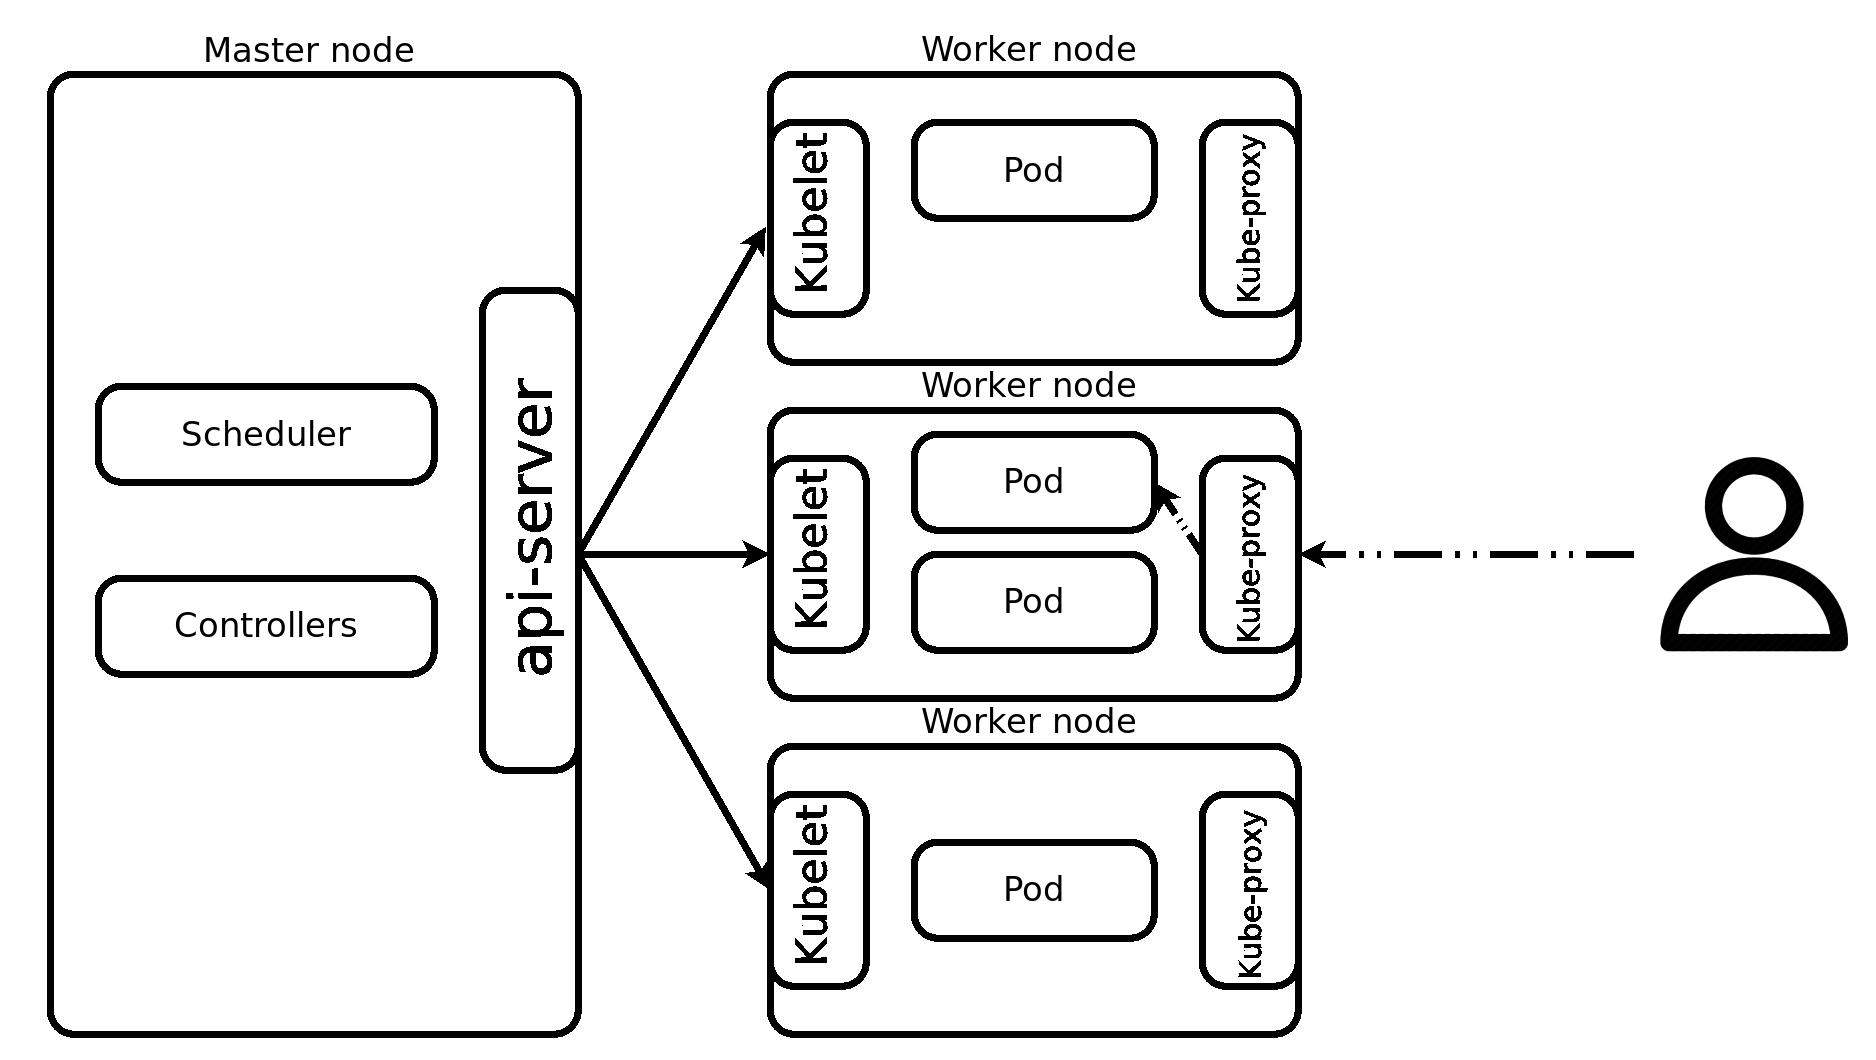 Master node
Scheduler
Controllers
api-server
Worker node
Kubelet
Pod
Kube-proxy
Worker node
Kubelet
Pod
Pod
Kube-proxy
Worker node
Kubelet
Pod
Kube-proxy